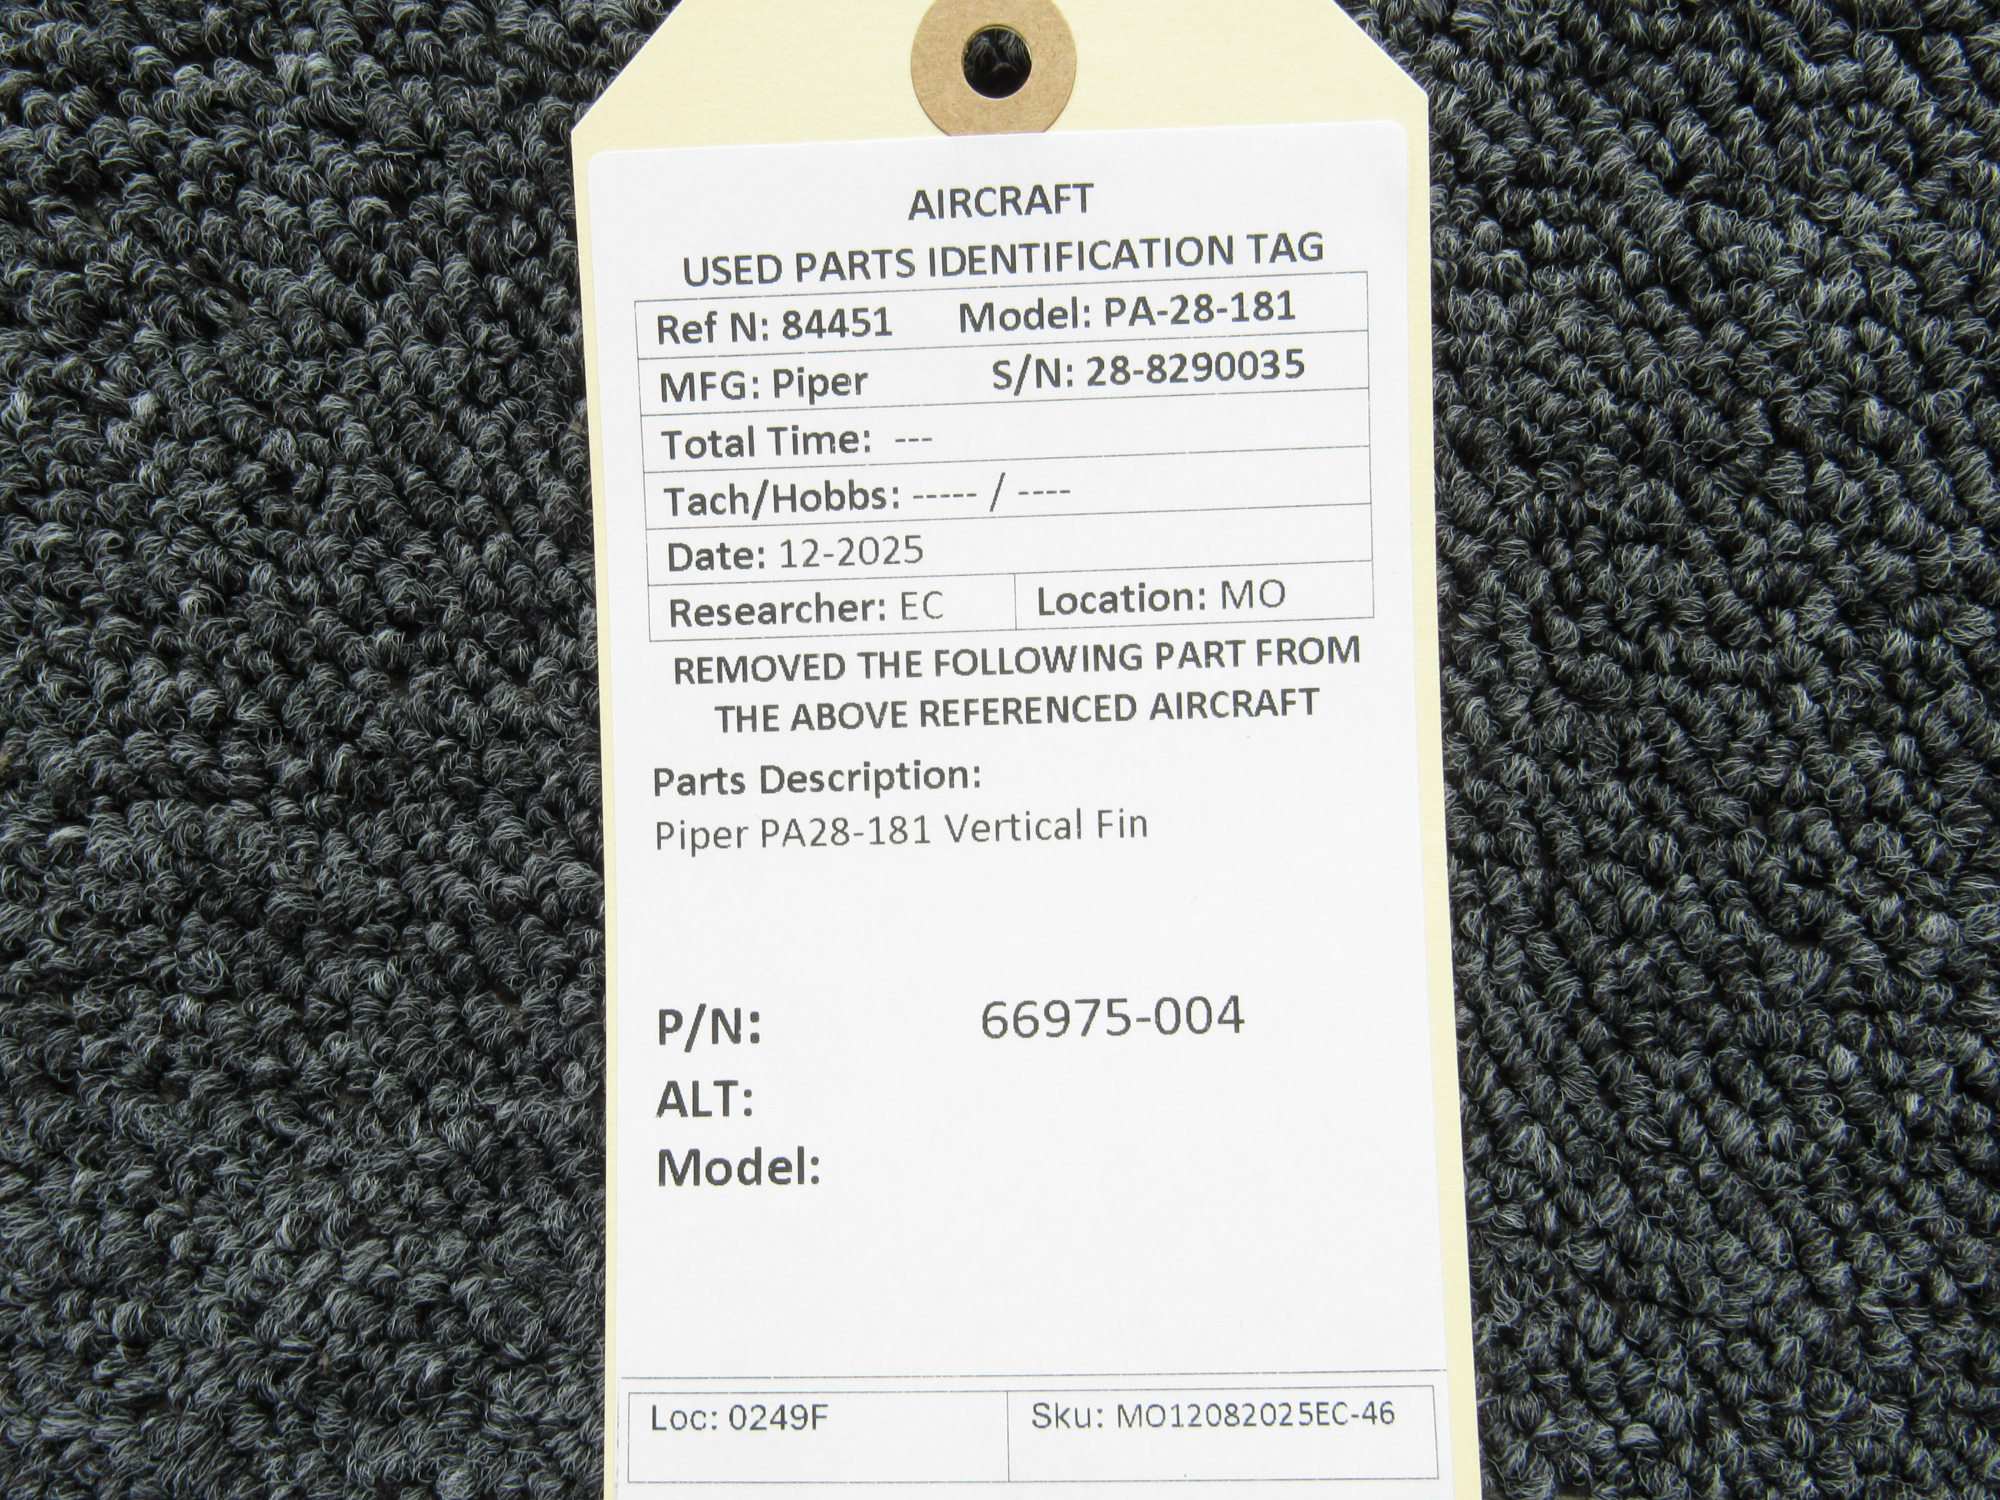 AIRCRAFT
USED PARTS IDENTIFICATION TAG
Ref N: 84451 Model: PA-28-181
MFG: Piper S/N: 28-8290035
Total Time: ---
Tach/Hobbs: ----- / ----
Date: 12-2025
Researcher: EC Location: MO
REMOVED THE FOLLOWING PART FROM
THE ABOVE REFERENCED AIRCRAFT
Parts Description:
Piper PA28-181 Vertical Fin
P/N: 66975-004
ALT:
Model:
Loc: 0249F Sku: MO12082025EC-46